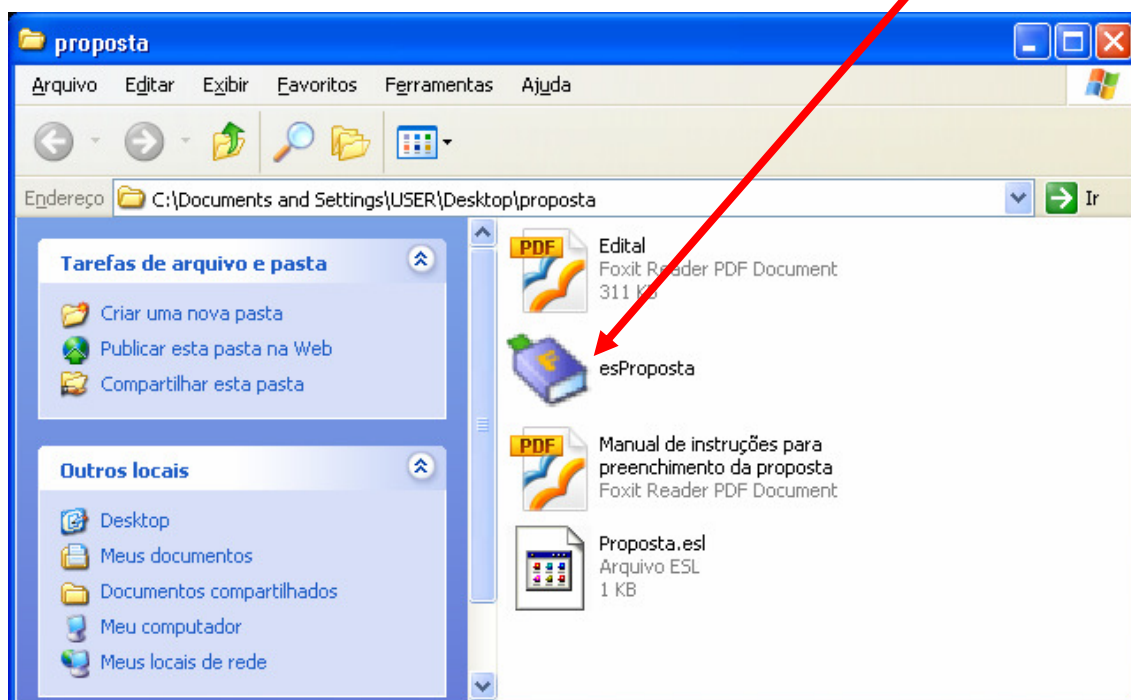 proposta
Arquivo Editar Exibir Favoritos Ferramentas Ajuda
Endereço C:\Documents and Settings\USER\Desktop\proposta Ir
Tarefas de arquivo e pasta
Criar uma nova pasta
Publicar esta pasta na Web
Compartilhar esta pasta
Outros locais
Desktop
Meus documentos
Documentos compartilhados
Meu computador
Meus locais de rede
PDF
Edital
Foxit Reader PDF Document
311 KB
esProposta
PDF
Manual de instruções para
preenchimento da proposta
Foxit Reader PDF Document
Proposta.esl
Arquivo ESL
1 KB